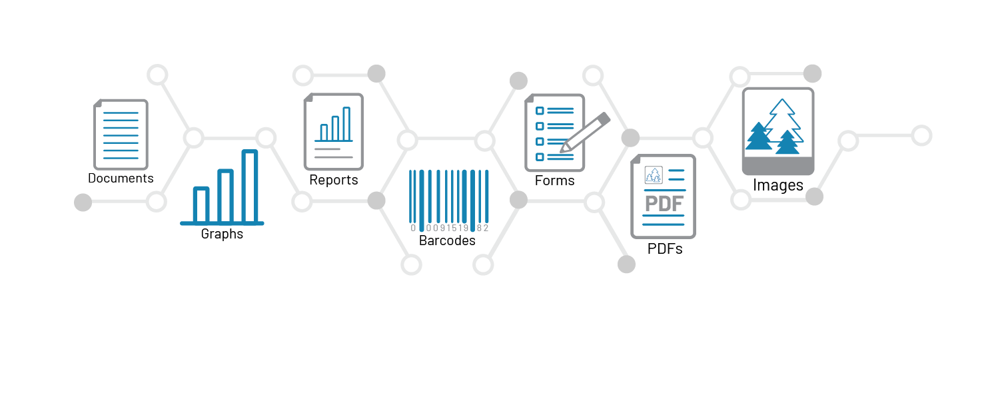 Documents
Graphs
Reports
0 0091519 82
Barcodes
Forms
PDF
PDFs
Images